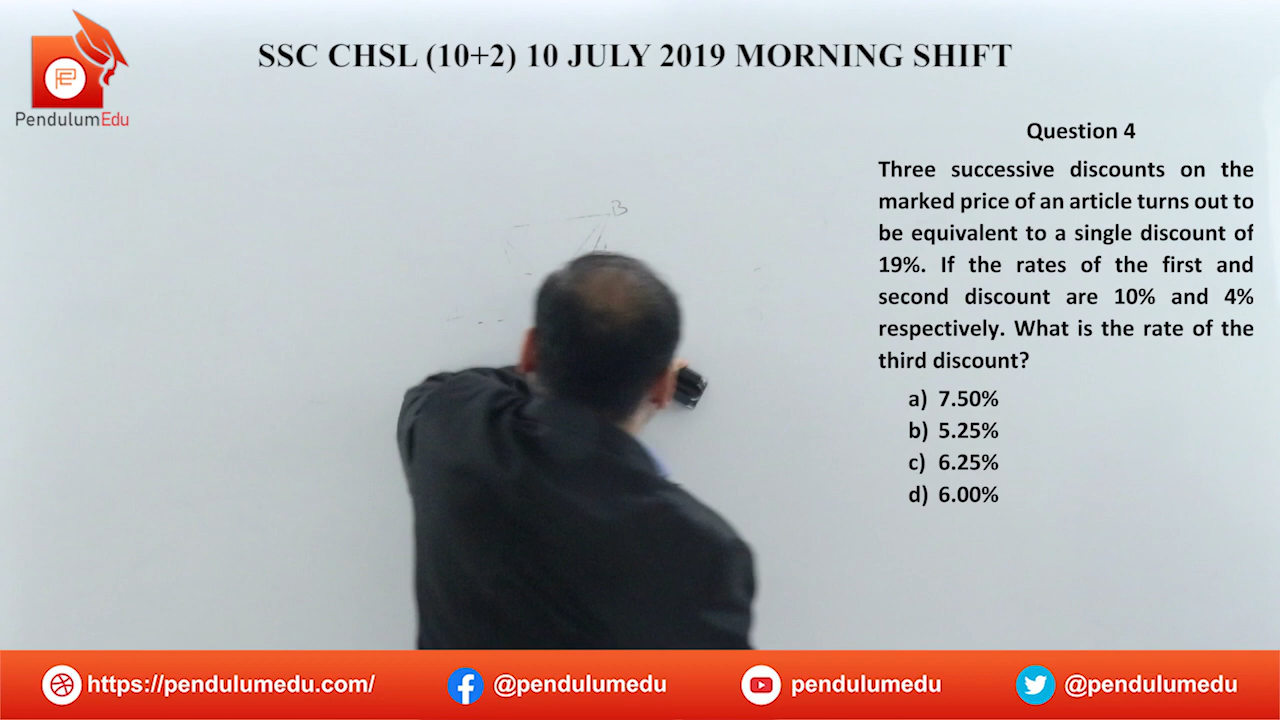 SSC CHSL (10+2) 10 JULY 2019 MORNING SHIFT
PendulumEdu
Question 4
Three successive discounts on the
marked price of an article turns out to
be equivalent to a single discount of
19%. If the rates of the first and
second discount are 10% and 4%
respectively. What is the rate of the
third discount?
a) 7.50%
b) 5.25%
c) 6.25%
d) 6.00%
B
https://pendulumedu.com/
@pendulumedu
pendulumedu
@pendulumedu